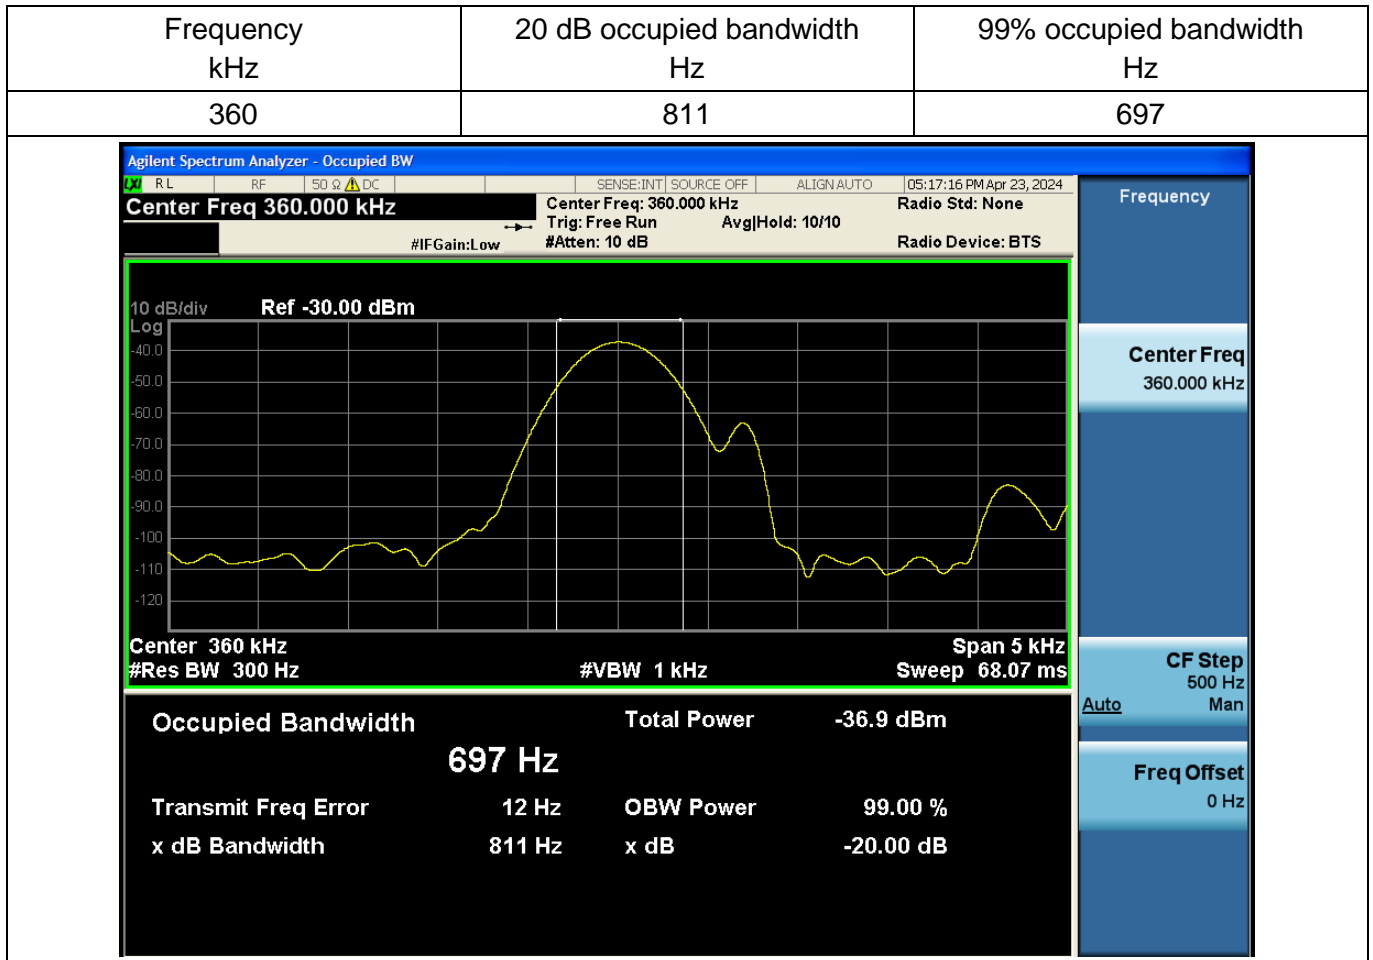 Frequency kHz
20 dB occupied bandwidth Hz
99% occupied bandwidth Hz
360 811 697
Agilent Spectrum Analyzer - Occupied BW
LXI RL RF 50 Ω DC SENSE:INT SOURCE OFF ALIGN AUTO 05:17:16 PM Apr 23, 2024
Center Freq 360.000 kHz
Center Freq: 360.000 kHz
Radio Std: None
Trig: Free Run Avg|Hold: 10/10
#IFGain:Low #Atten: 10 dB Radio Device: BTS
10 dB/div Ref -30.00 dBm
Log
-40.0
-50.0
-60.0
-70.0
-80.0
-90.0
-100
-110
-120
Center 360 kHz Span 5 kHz
#Res BW 300 Hz #VBW 1 kHz Sweep 68.07 ms
Occupied Bandwidth Total Power -36.9 dBm
697 Hz
Transmit Freq Error 12 Hz OBW Power 99.00 %
x dB Bandwidth 811 Hz x dB -20.00 dB
Frequency
Center Freq
360.000 kHz
CF Step
500 Hz
Auto Man
Freq Offset
0 Hz